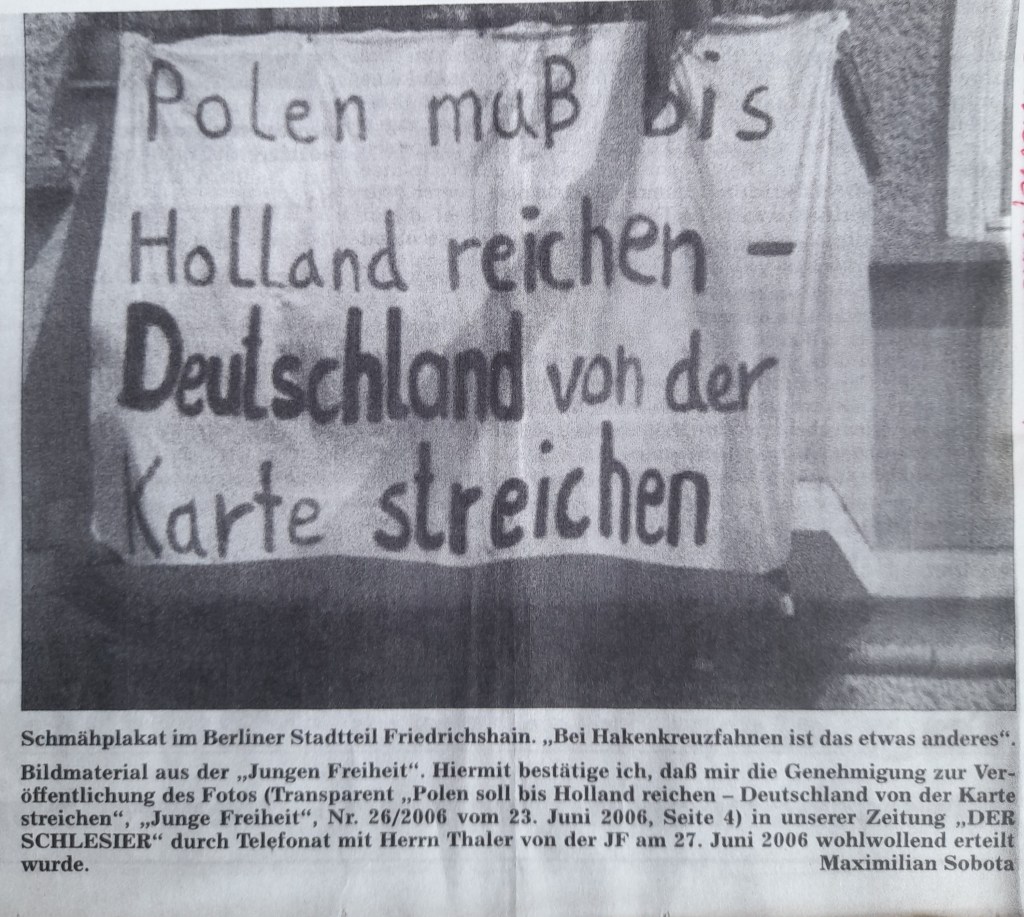 Polen muß bis
Holland reichen –
Deutschland von der
Karte streichen
Schmähplakat im Berliner Stadtteil Friedrichshain. „Bei Hakenkreuzfahnen ist das etwas anderes“.
Bildmaterial aus der „Jungen Freiheit“. Hiermit bestätige ich, daß mir die Genehmigung zur Ver-
öffentlichung des Fotos (Transparent „Polen soll bis Holland reichen – Deutschland von der Karte
streichen“, „Junge Freiheit“, Nr. 26/2006 vom 23. Juni 2006, Seite 4) in unserer Zeitung „DER
SCHLESIER“ durch Telefonat mit Herrn Thaler von der JF am 27. Juni 2006 wohlwollend erteilt
wurde. Maximilian Sobota